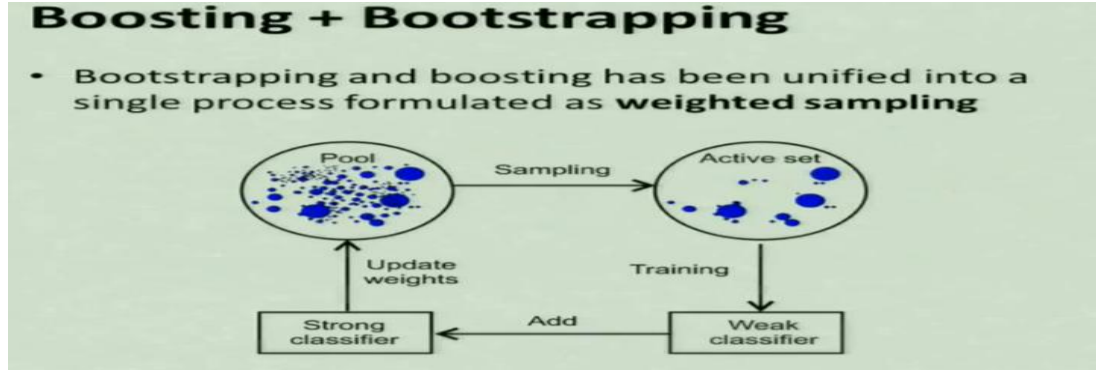 Boosting + Bootstrapping
• Bootstrapping and boosting has been unified into a
single process formulated as weighted sampling
Pool
Sampling
Active set
Update
weights
Training
Strong
classifier
Add
Weak
classifier